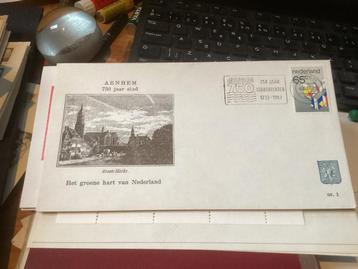 ARNHEM
750 jaar stad
Groote Markt.
Het groene hart van Nederland
750
750 JAAR
STADSRECHTEN
1233-1983
nederland
65
nr. 1